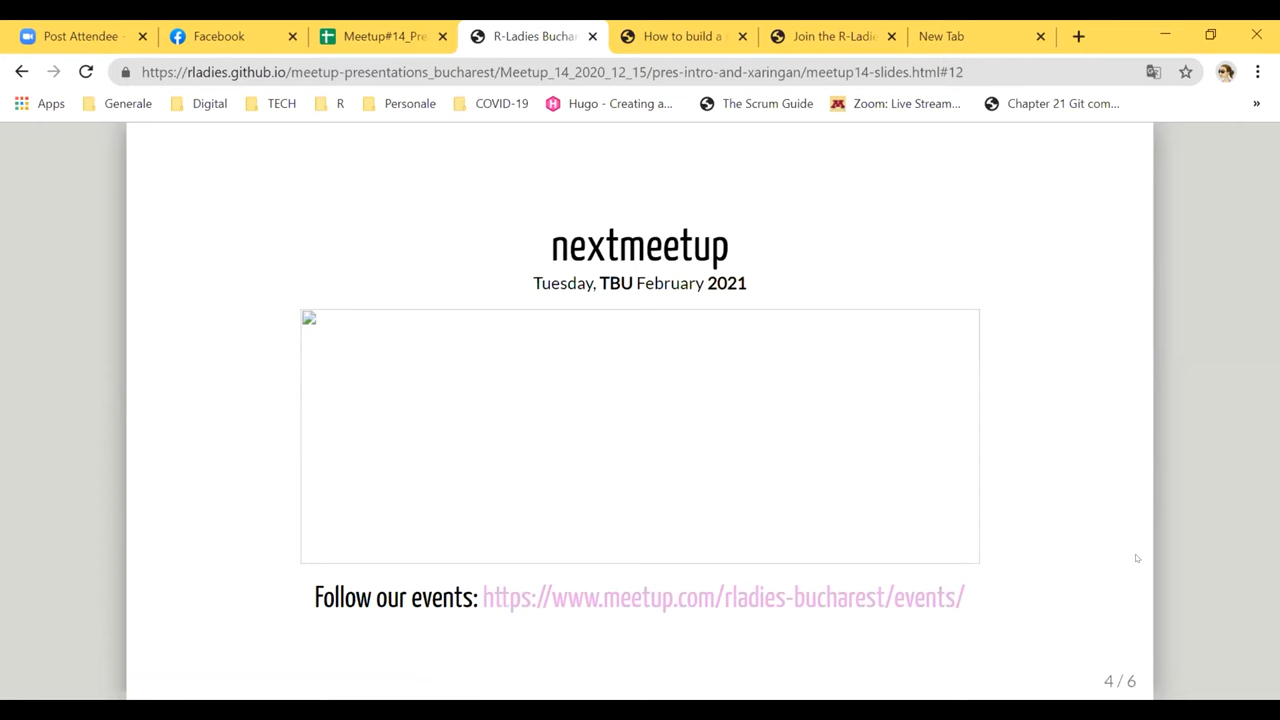 Post Attendee -
Facebook
Meetup#14_Pre
R-Ladies Buchar
How to build a
Join the R-Ladie
New Tab
https://rladies.github.io/meetup-presentations_bucharest/Meetup_14_2020_12_15/pres-intro-and-xaringan/meetup14-slides.html#12
Apps
Generale
Digital
TECH
R
Personale
COVID-19
Hugo - Creating a...
The Scrum Guide
Zoom: Live Stream...
Chapter 21 Git com...
»
nextmeetup
Tuesday, TBU February 2021
Follow our events: https://www.meetup.com/rladies-bucharest/events/
4 / 6